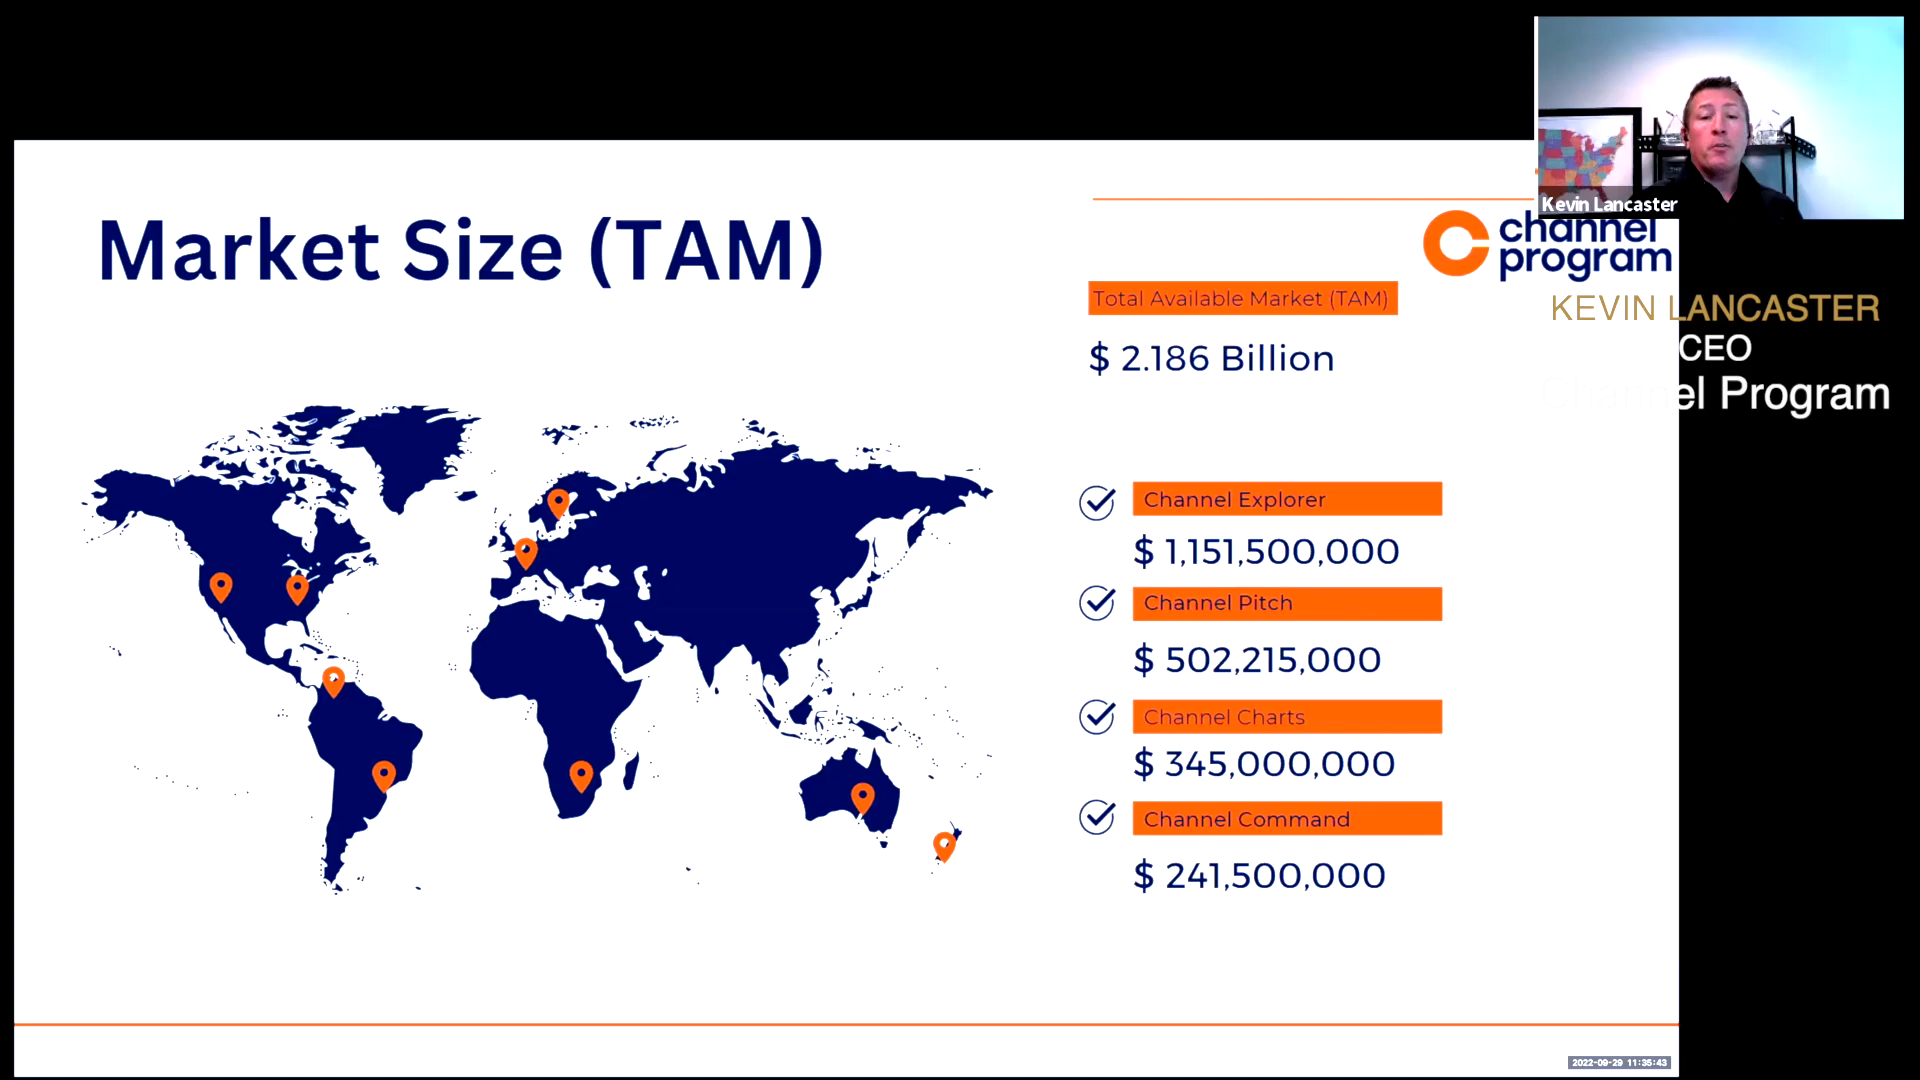 Market Size (TAM)
Total Available Market (TAM)
$ 2.186 Billion
Channel Explorer
$ 1,151,500,000
Channel Pitch
$ 502,215,000
Channel Charts
$ 345,000,000
Channel Command
$ 241,500,000
Kevin Lancaster
channel
program
KEVIN LANCASTER
CEO
Channel Program
2022-09-29 11:35:43